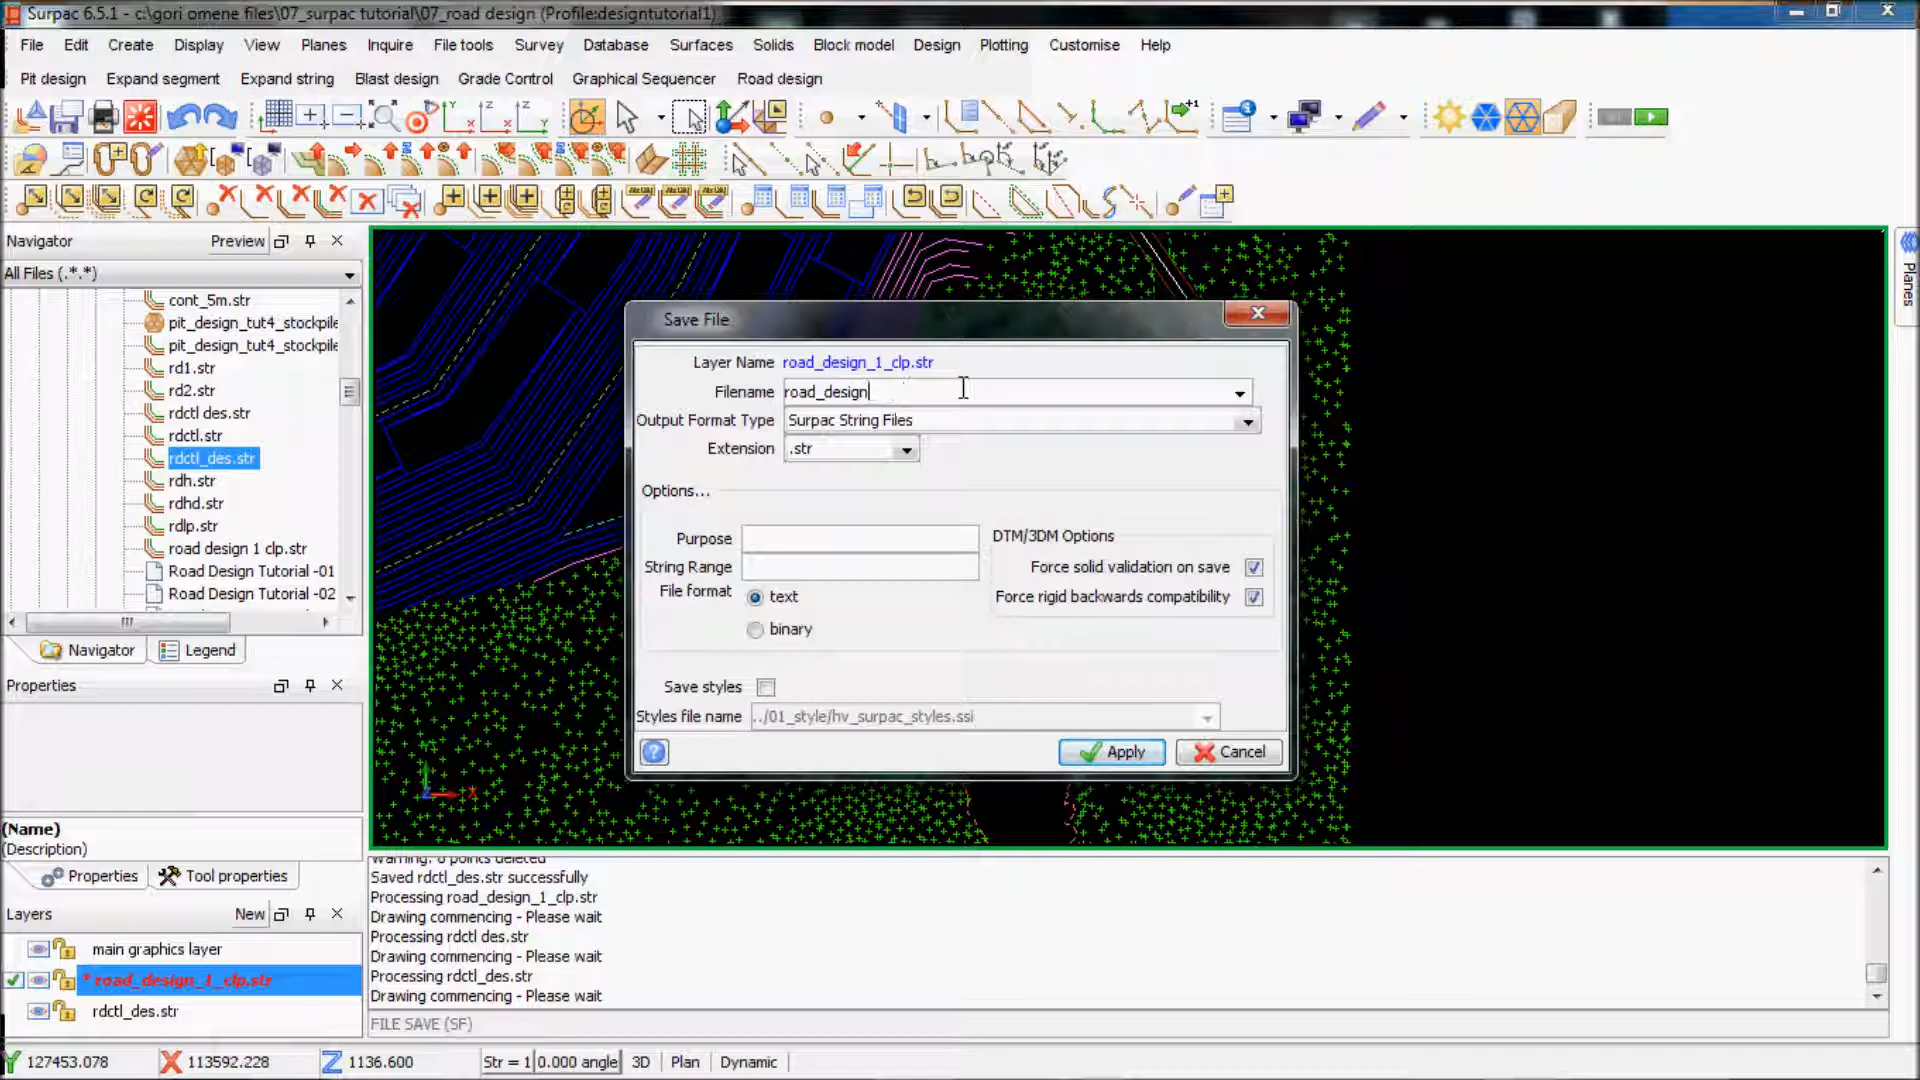 Surpac 6.5.1 - c:\gori omene files\07_surpac tutorial\07_road design (Profile:designtutorial1)
File Edit Create Display View Planes Inquire File tools Survey Database Surfaces Solids Block model Design Plotting Customise Help
Pit design Expand segment Expand string Blast design Grade Control Graphical Sequencer Road design
Navigator Preview
All Files (.*.*)
cont_5m.str
pit_design_tut4_stockpile
pit_design_tut4_stockpile
rd1.str
rd2.str
rdctl des.str
rdctl.str
rdctl_des.str
rdh.str
rdhd.str
rdlp.str
road design 1 clp.str
Road Design Tutorial -01
Road Design Tutorial -02
Navigator Legend
Properties
(Name)
(Description)
Properties Tool properties
Layers New
main graphics layer
* road_design_1_clp.str
rdctl_des.str
Planes
Save File
Layer Name road_design_1_clp.str
Filename road_design
Output Format Type Surpac String Files
Extension .str
Options...
Purpose
String Range
File format text
binary
DTM/3DM Options
Force solid validation on save
Force rigid backwards compatibility
Save styles
Styles file name ../01_style/hv_surpac_styles.ssi
? Apply Cancel
Warning: 6 points deleted
Saved rdctl_des.str successfully
Processing road_design_1_clp.str
Drawing commencing - Please wait
Processing rdctl des.str
Drawing commencing - Please wait
Processing rdctl_des.str
Drawing commencing - Please wait
FILE SAVE (SF)
Y 127453.078 X 113592.228 Z 1136.600 Str = 1 0.000 angle 3D Plan Dynamic